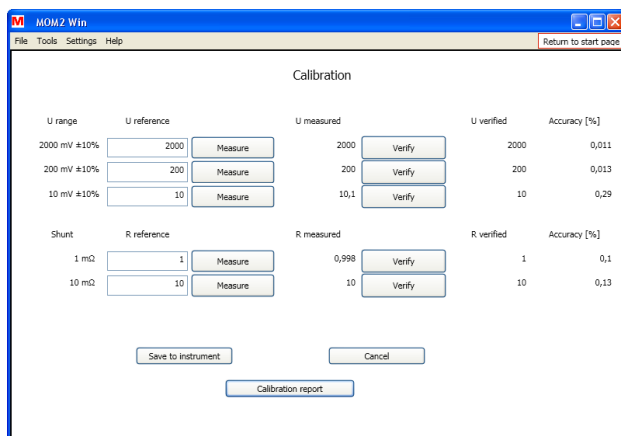 M MOM2 Win
File Tools Settings Help Return to start page
Calibration
U range U reference U measured U verified Accuracy [%]
2000 mV ±10% 2000 Measure 2000 Verify 2000 0,011
200 mV ±10% 200 Measure 200 Verify 200 0,013
10 mV ±10% 10 Measure 10,1 Verify 10 0,29
Shunt R reference R measured R verified Accuracy [%]
1 mΩ 1 Measure 0,998 Verify 1 0,1
10 mΩ 10 Measure 10 Verify 10 0,13
Save to instrument Cancel
Calibration report